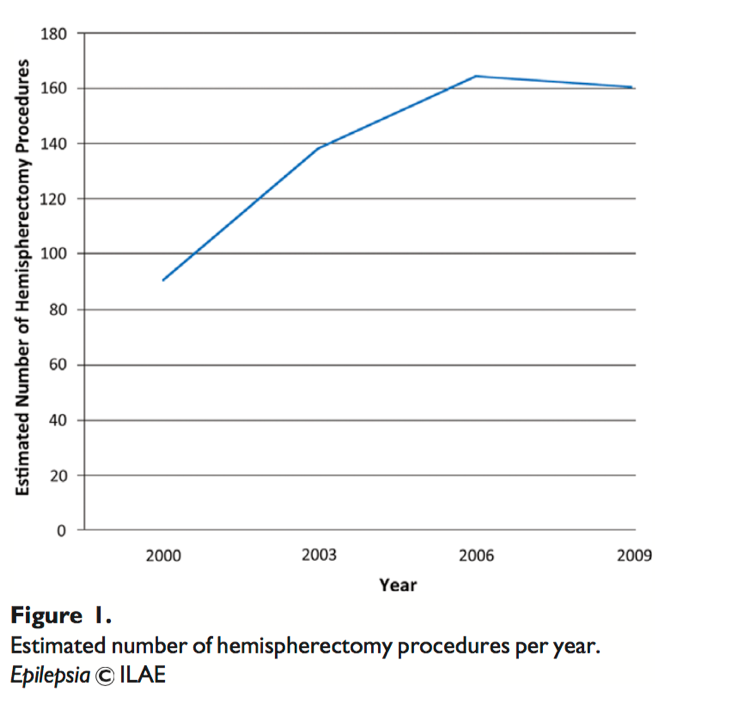 Estimated Number of Hemispherectomy Procedures
180
160
140
120
100
80
60
40
20
0
2000 2003 2006 2009
Year
Figure 1.
Estimated number of hemispherectomy procedures per year.
Epilepsia © ILAE